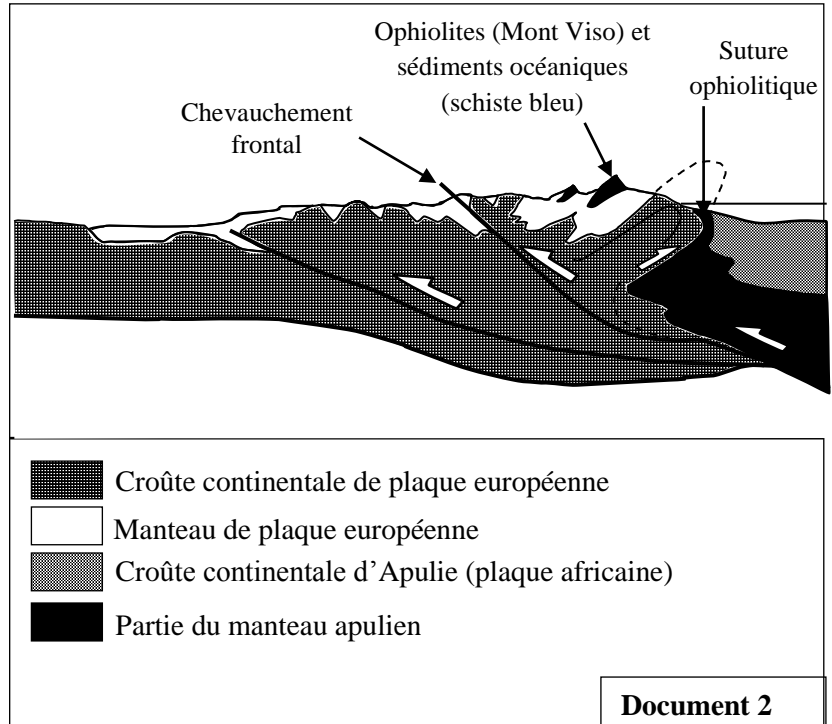 Ophiolites (Mont Viso) et
sédiments océaniques
(schiste bleu)
Suture
ophiolitique
Chevauchement
frontal
Croûte continentale de plaque européenne
Manteau de plaque européenne
Croûte continentale d’Apulie (plaque africaine)
Partie du manteau apulien
Document 2